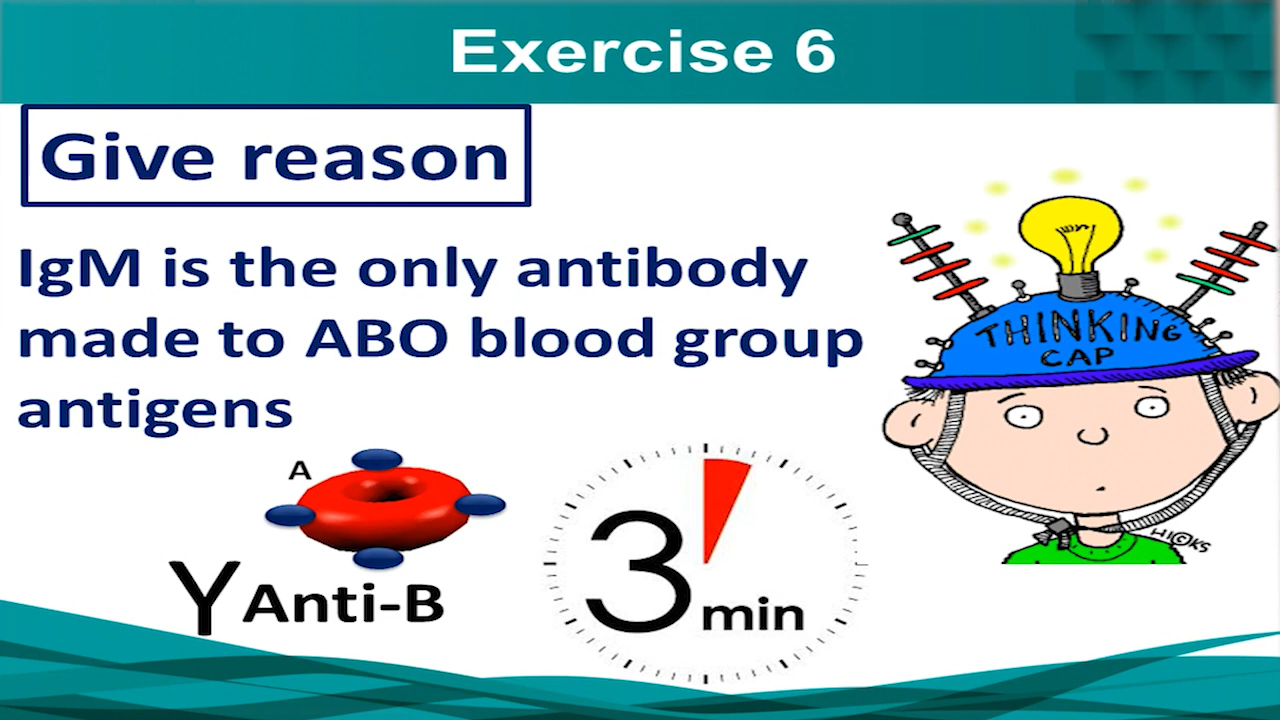 Exercise 6
Give reason
IgM is the only antibody
made to ABO blood group
antigens
THINKING
CAP
A
Y Anti-B
3 min
HICKS